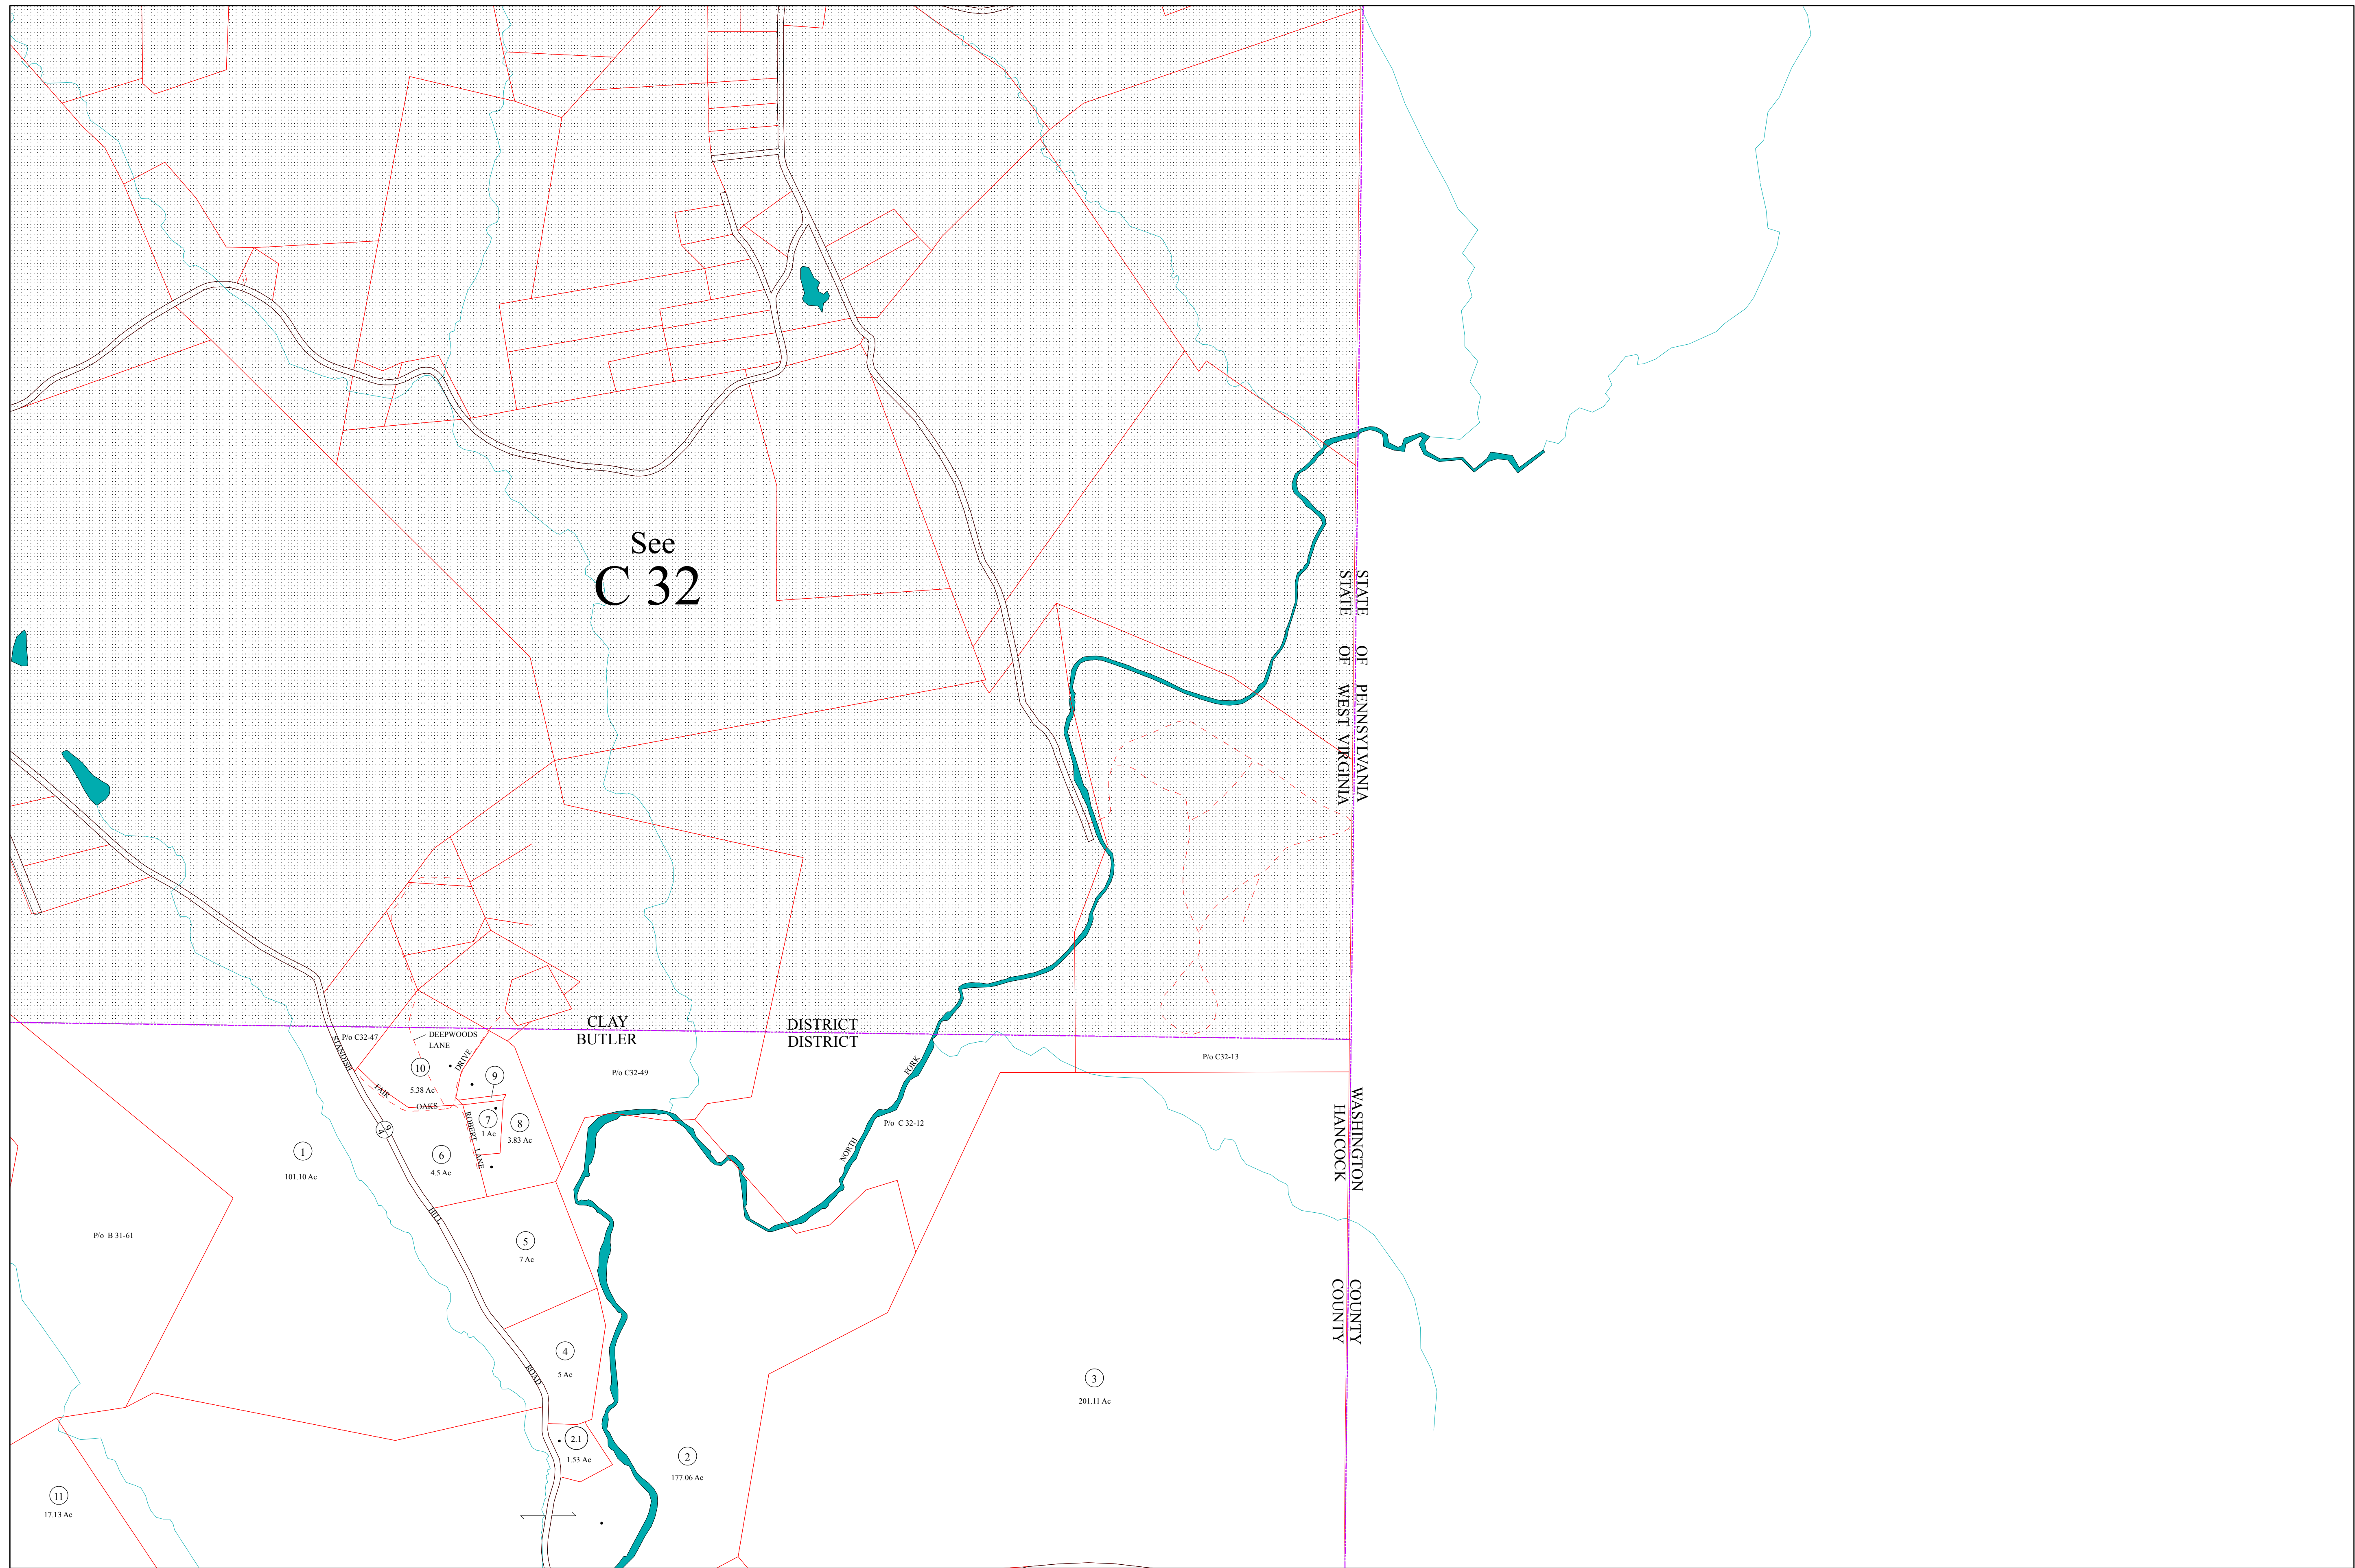 See
C 32
STATE OF PENNSYLVANIA
STATE OF WEST VIRGINIA
CLAY DISTRICT
BUTLER DISTRICT
P/o C32-47
DEEPWOODS
LANE
DRIVE
STANDISH
10
5.38 Ac
9
FAIR
OAKS
P/o C32-49
FORK
P/o C32-13
7
1 Ac
8
3.83 Ac
ROBERT LANE
9
4
P/o C 32-12
NORTH
WASHINGTON COUNTY
HANCOCK COUNTY
1
101.10 Ac
6
4.5 Ac
HILL
P/o B 31-61
5
7 Ac
4
5 Ac
ROAD
3
201.11 Ac
2.1
1.53 Ac
2
177.06 Ac
11
17.13 Ac